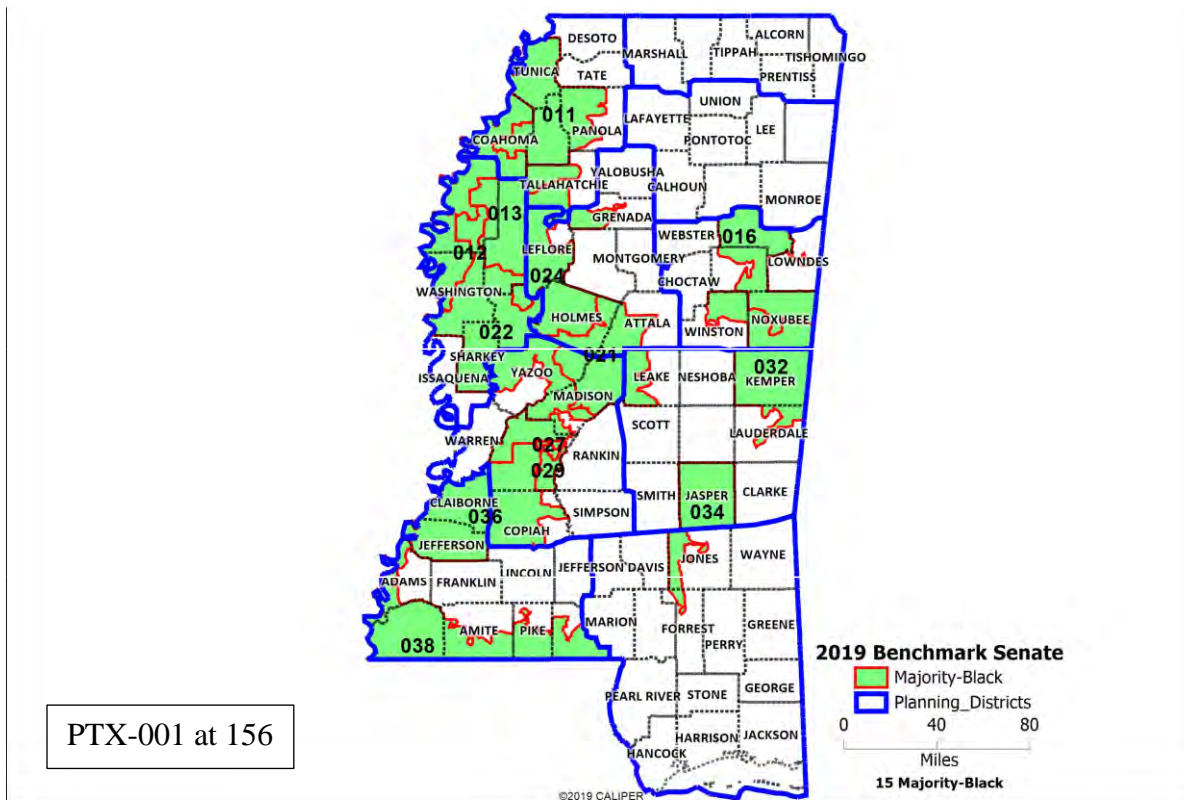 DESOTO
MARSHALL
ALCORN
TIPPAH
TISHOMINGO
PRENTISS
TUNICA
TATE
UNION
011
PANOLA
LAFAYETTE
LEE
PONTOTOC
COAHOMA
YALOBUSHA
TALLAHATCHIE
CALHOUN
MONROE
013
GRENADA
WEBSTER
016
LEFLORE
LOWNDES
012
MONTGOMERY
024
CHOCTAW
WASHINGTON
HOLMES
ATTALA
NOXUBEE
022
WINSTON
SHARKEY
021
032
ISSAQUENA
YAZOO
LEAKE
NESHOBA
KEMPER
MADISON
SCOTT
LAUDERDALE
WARREN
027
RANKIN
029
SMITH
JASPER
CLARKE
CLAIBORNE
034
036
SIMPSON
COPIAH
JEFFERSON
JONES
WAYNE
JEFFERSON DAVIS
LINCOLN
ADAMS
FRANKLIN
MARION
GREENE
AMITE
PIKE
FORREST
038
PERRY
2019 Benchmark Senate
Majority-Black
Planning_Districts
GEORGE
PEARL RIVER
STONE
0 40 80
Miles
15 Majority-Black
HARRISON
JACKSON
HANCOCK
PTX-001 at 156
©2019 CALIPER